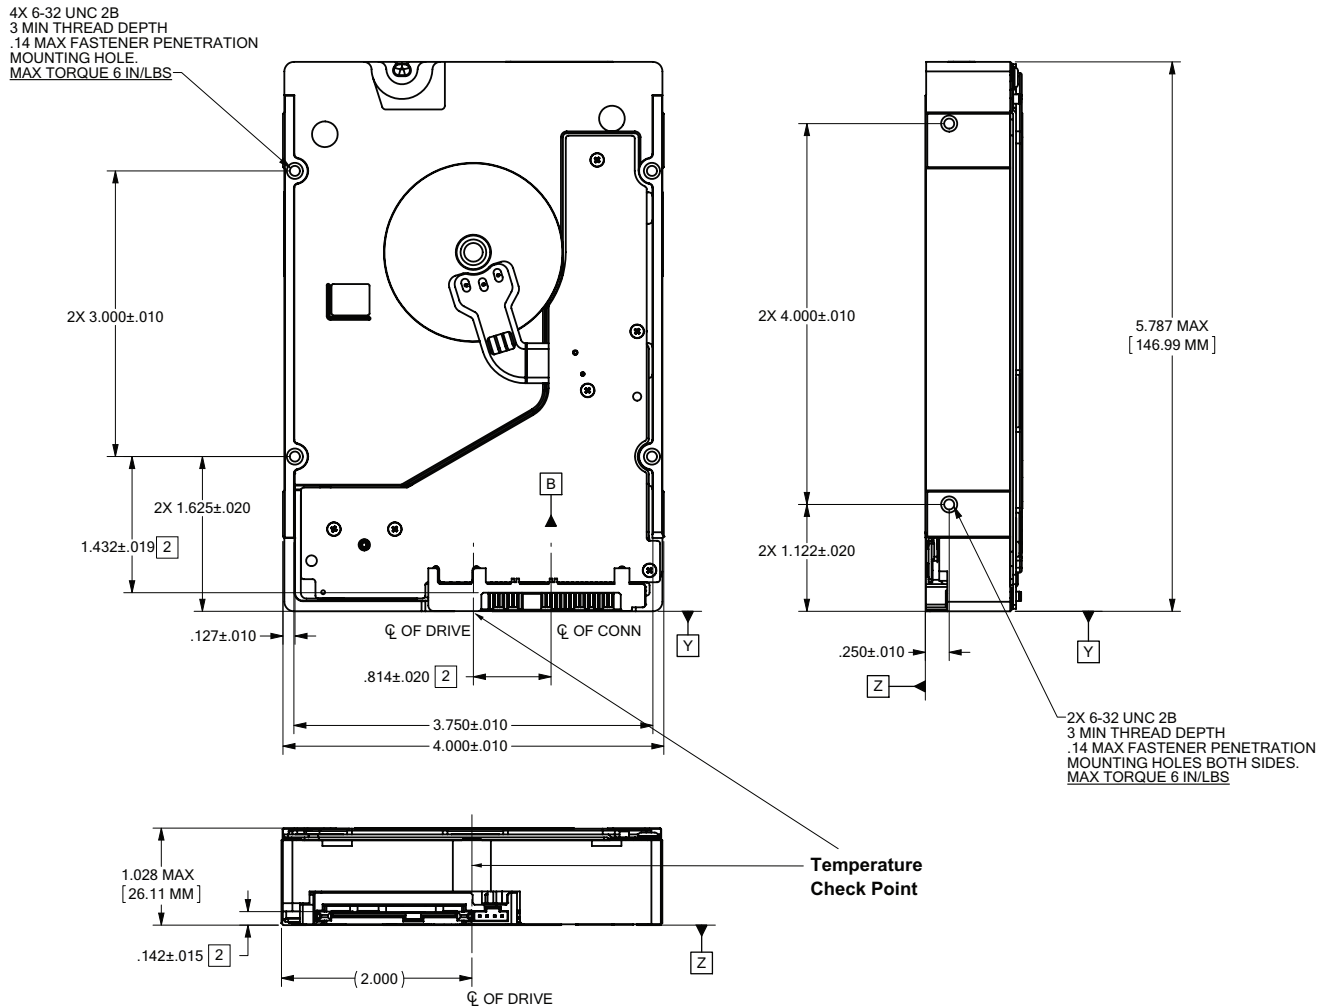 4X 6-32 UNC 2B
3 MIN THREAD DEPTH
.14 MAX FASTENER PENETRATION
MOUNTING HOLE.
MAX TORQUE 6 IN/LBS
2X 3.000±.010
2X 4.000±.010
5.787 MAX
[146.99 MM]
2X 1.625±.020
B
1.432±.019 2
2X 1.122±.020
.127±.010
℄ OF DRIVE
℄ OF CONN
Y
.250±.010
Y
.814±.020 2
Z
3.750±.010
4.000±.010
2X 6-32 UNC 2B
3 MIN THREAD DEPTH
.14 MAX FASTENER PENETRATION
MOUNTING HOLES BOTH SIDES.
MAX TORQUE 6 IN/LBS
1.028 MAX
[26.11 MM]
Temperature
Check Point
.142±.015 2
Z
(2.000)
℄ OF DRIVE